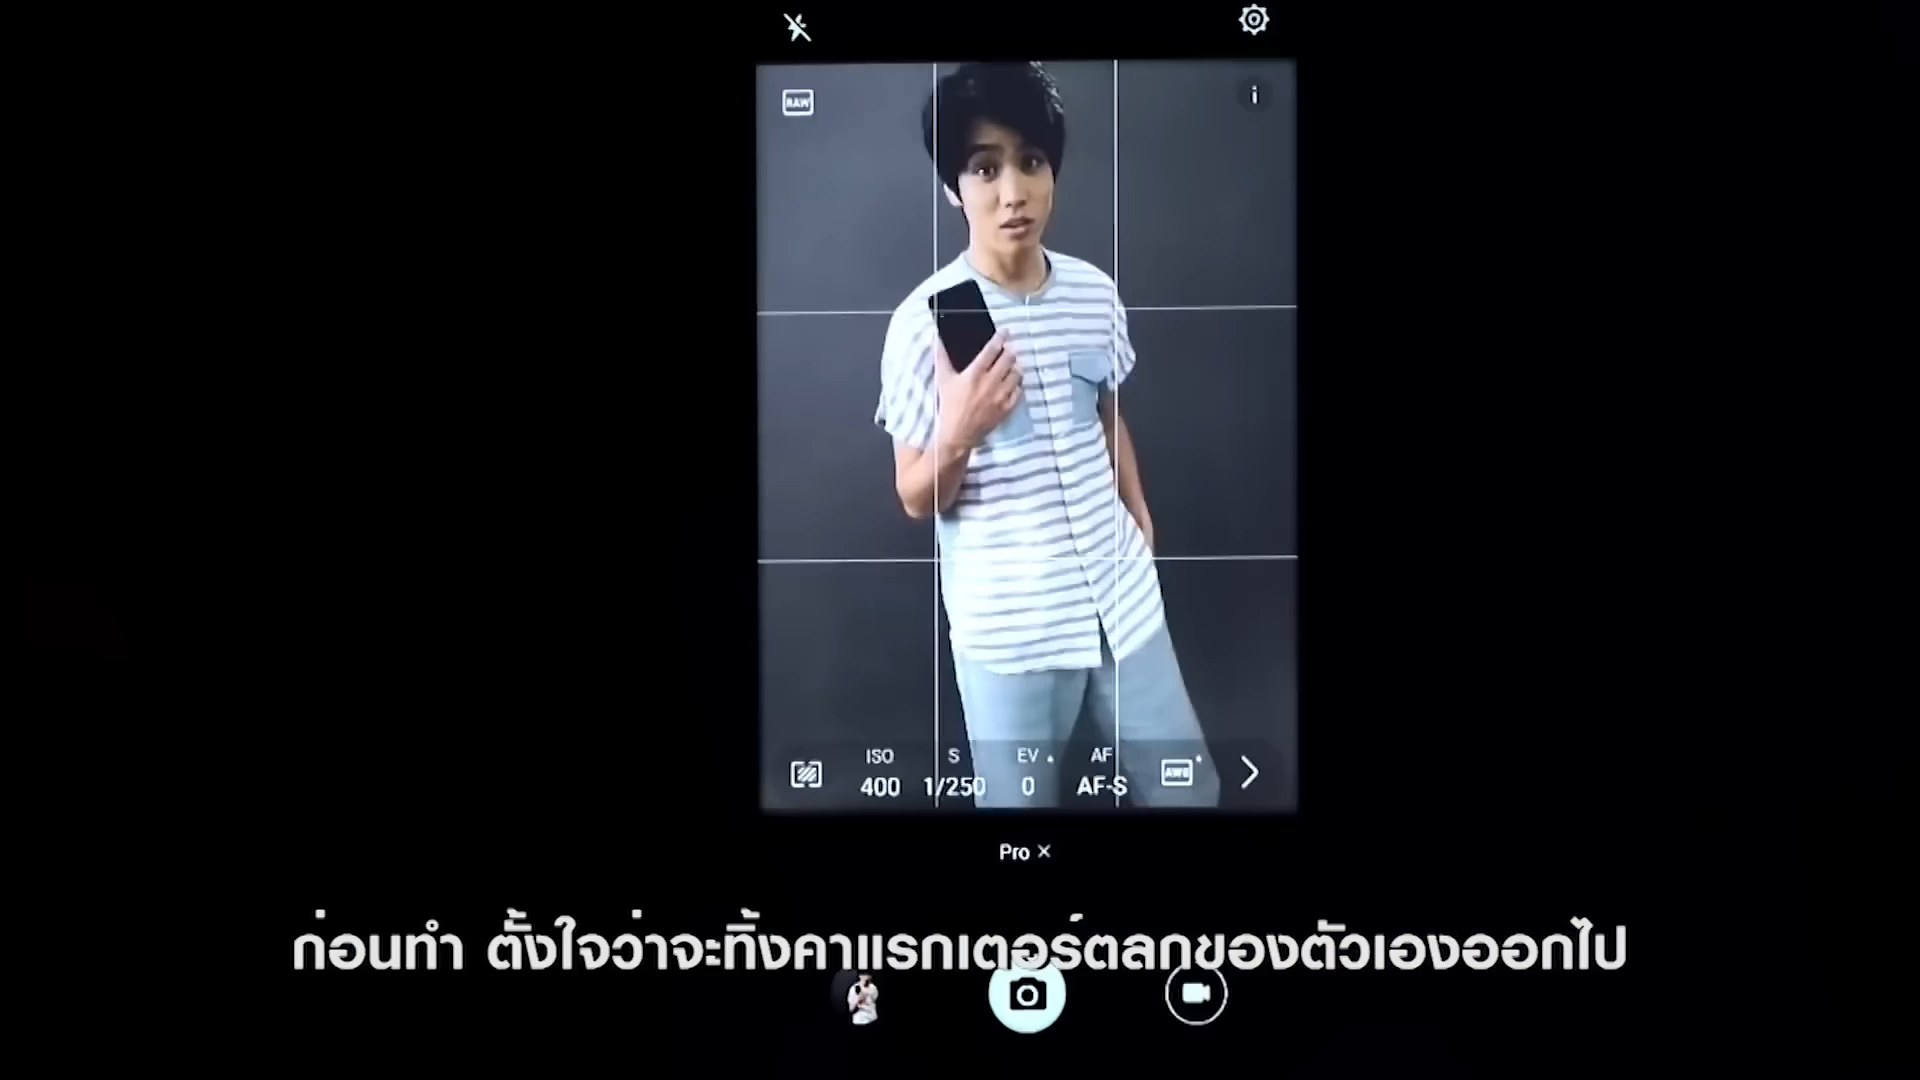 RAW
i
ISO S EV AF
400 1/250 0 AF-S AWB
Pro ×
ก่อนทำ ตั้งใจว่าจะทิ้งคาแรกเตอร์ตลกของตัวเองออกไป